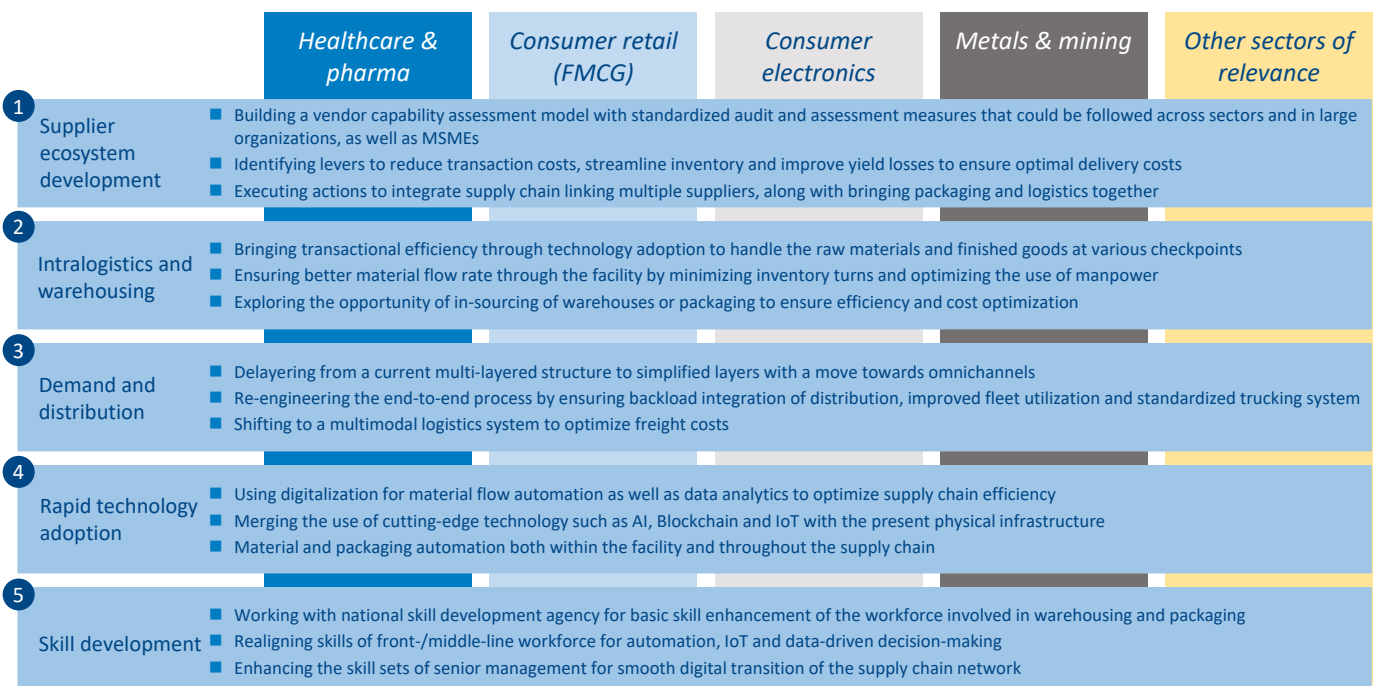 Healthcare &
pharma
Consumer retail
(FMCG)
Consumer
electronics
Metals & mining
Other sectors of
relevance
1
Supplier
ecosystem
development
■ Building a vendor capability assessment model with standardized audit and assessment measures that could be followed across sectors and in large
organizations, as well as MSMEs
■ Identifying levers to reduce transaction costs, streamline inventory and improve yield losses to ensure optimal delivery costs
■ Executing actions to integrate supply chain linking multiple suppliers, along with bringing packaging and logistics together
2
Intralogistics and
warehousing
■ Bringing transactional efficiency through technology adoption to handle the raw materials and finished goods at various checkpoints
■ Ensuring better material flow rate through the facility by minimizing inventory turns and optimizing the use of manpower
■ Exploring the opportunity of in-sourcing of warehouses or packaging to ensure efficiency and cost optimization
3
Demand and
distribution
■ Delayering from a current multi-layered structure to simplified layers with a move towards omnichannels
■ Re-engineering the end-to-end process by ensuring backload integration of distribution, improved fleet utilization and standardized trucking system
■ Shifting to a multimodal logistics system to optimize freight costs
4
Rapid technology
adoption
■ Using digitalization for material flow automation as well as data analytics to optimize supply chain efficiency
■ Merging the use of cutting-edge technology such as AI, Blockchain and IoT with the present physical infrastructure
■ Material and packaging automation both within the facility and throughout the supply chain
5
Skill development
■ Working with national skill development agency for basic skill enhancement of the workforce involved in warehousing and packaging
■ Realigning skills of front-/middle-line workforce for automation, IoT and data-driven decision-making
■ Enhancing the skill sets of senior management for smooth digital transition of the supply chain network